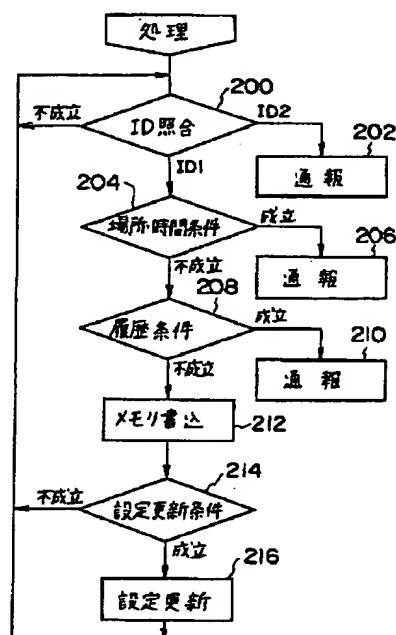 処理
200
不成立
ID照合
ID2
202
通報
ID1
204
場所・時間条件
成立
206
通報
不成立
208
履歴条件
成立
210
通報
不成立
メモリ書込
212
214
不成立
設定更新条件
成立
216
設定更新